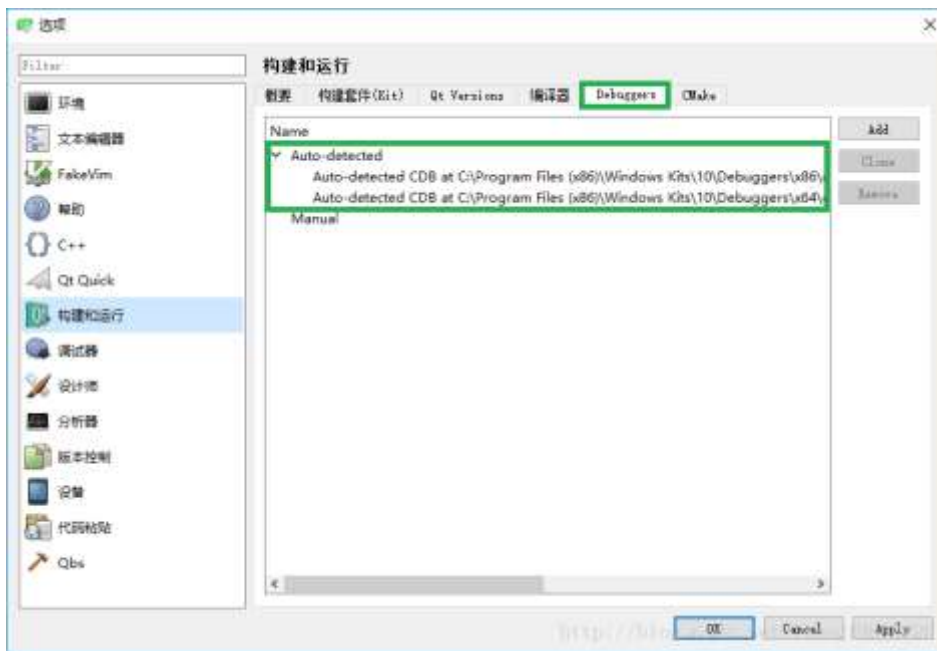 选项
Filter
构建和运行
环境
文本编辑器
FakeVim
帮助
C++
Qt Quick
构建和运行
调试器
设计师
分析器
版本控制
设备
代码粘贴
Qbs
概要 构建套件(Kit) Qt Versions 编译器 Debuggers CMake
Name
Auto-detected
Auto-detected CDB at C:\Program Files (x86)\Windows Kits\10\Debuggers\x86\
Auto-detected CDB at C:\Program Files (x86)\Windows Kits\10\Debuggers\x64\
Manual
Add
Clone
Remove
OK Cancel Apply